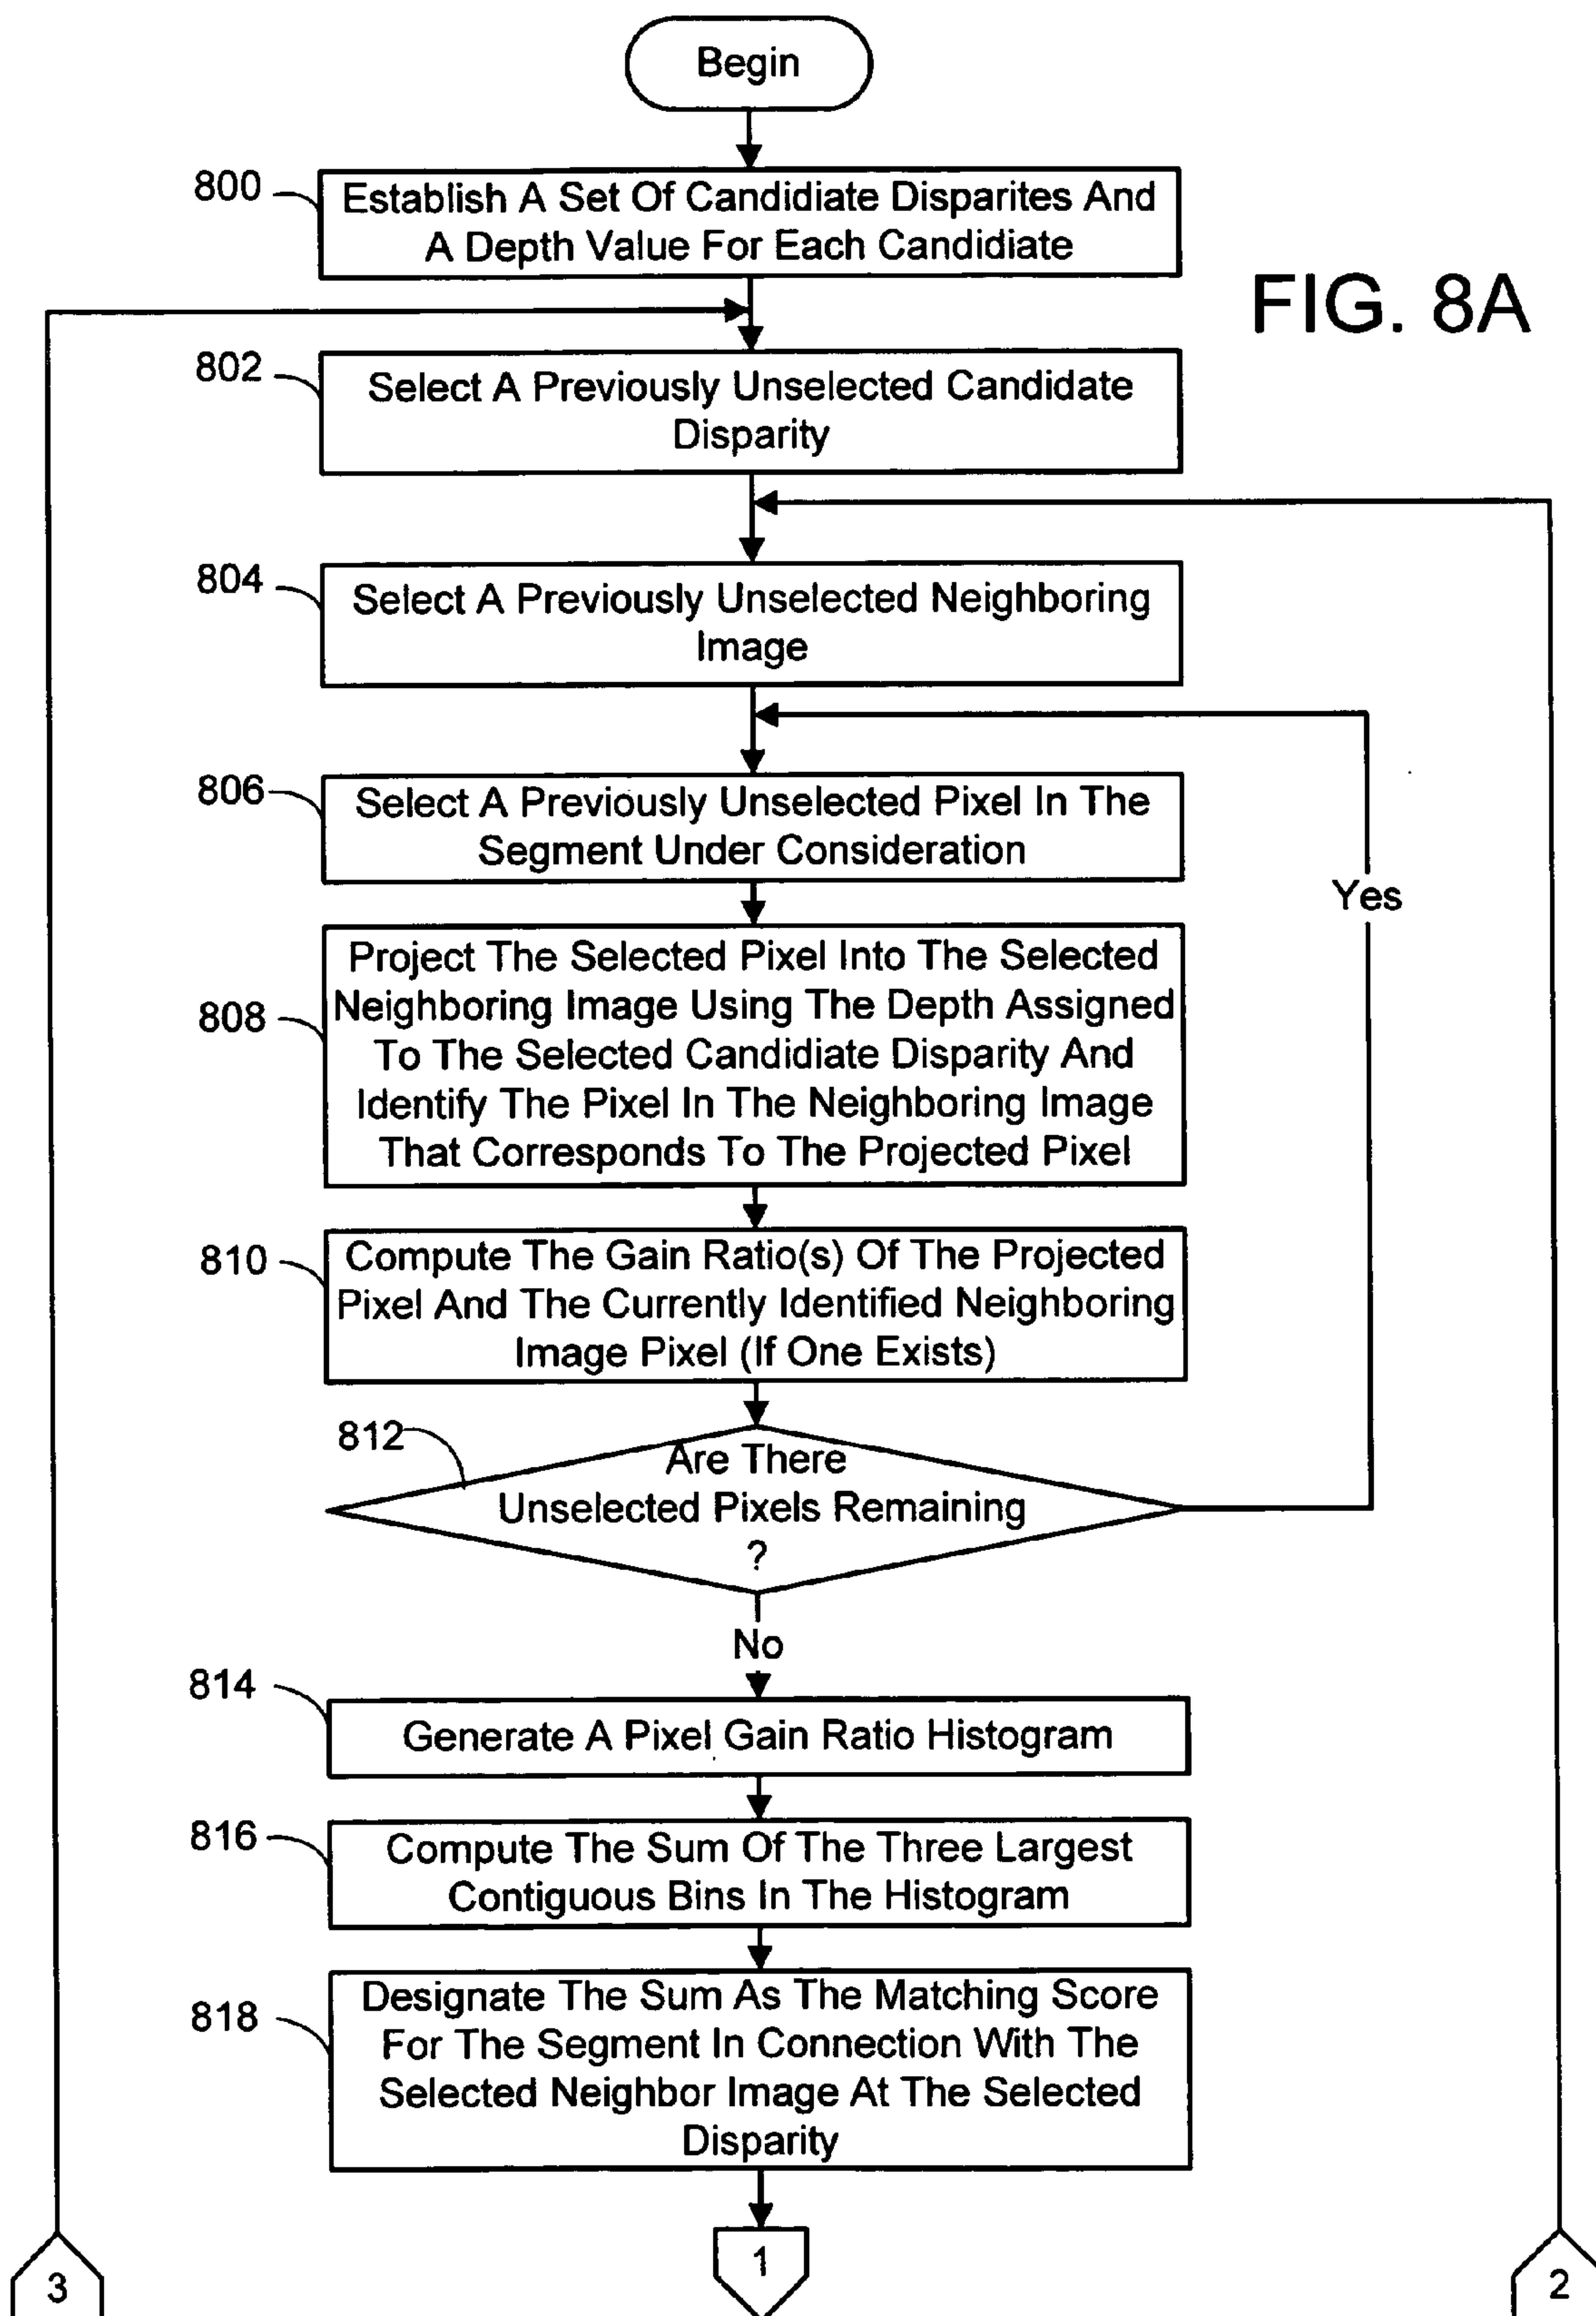 Begin
800
Establish A Set Of Candidiate Disparites And
A Depth Value For Each Candidiate
FIG. 8A
802
Select A Previously Unselected Candidate
Disparity
804
Select A Previously Unselected Neighboring
Image
806
Select A Previously Unselected Pixel In The
Segment Under Consideration
Yes
808
Project The Selected Pixel Into The Selected
Neighboring Image Using The Depth Assigned
To The Selected Candidiate Disparity And
Identify The Pixel In The Neighboring Image
That Corresponds To The Projected Pixel
810
Compute The Gain Ratio(s) Of The Projected
Pixel And The Currently Identified Neighboring
Image Pixel (If One Exists)
812
Are There
Unselected Pixels Remaining
?
No
814
Generate A Pixel Gain Ratio Histogram
816
Compute The Sum Of The Three Largest
Contiguous Bins In The Histogram
818
Designate The Sum As The Matching Score
For The Segment In Connection With The
Selected Neighbor Image At The Selected
Disparity
3
1
2